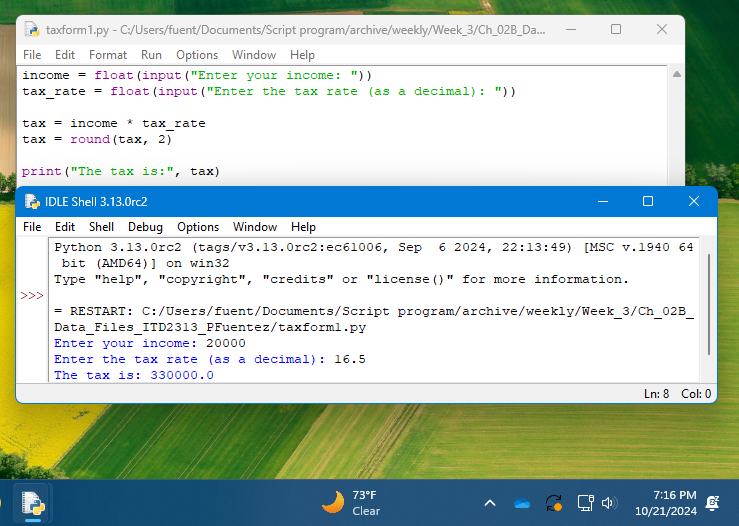 taxform1.py - C:/Users/fuent/Documents/Script program/archive/weekly/Week_3/Ch_02B_Da...
File Edit Format Run Options Window Help
income = float(input("Enter your income: "))
tax_rate = float(input("Enter the tax rate (as a decimal): "))
tax = income * tax_rate
tax = round(tax, 2)
print("The tax is:", tax)
IDLE Shell 3.13.0rc2
File Edit Shell Debug Options Window Help
Python 3.13.0rc2 (tags/v3.13.0rc2:ec61006, Sep  6 2024, 22:13:49) [MSC v.1940 64
bit (AMD64)] on win32
Type "help", "copyright", "credits" or "license()" for more information.
>>>
= RESTART: C:/Users/fuent/Documents/Script program/archive/weekly/Week_3/Ch_02B_
Data_Files_ITD2313_PFuentez/taxform1.py
Enter your income: 20000
Enter the tax rate (as a decimal): 16.5
The tax is: 330000.0
Ln: 8 Col: 0
73°F
Clear
7:16 PM
10/21/2024